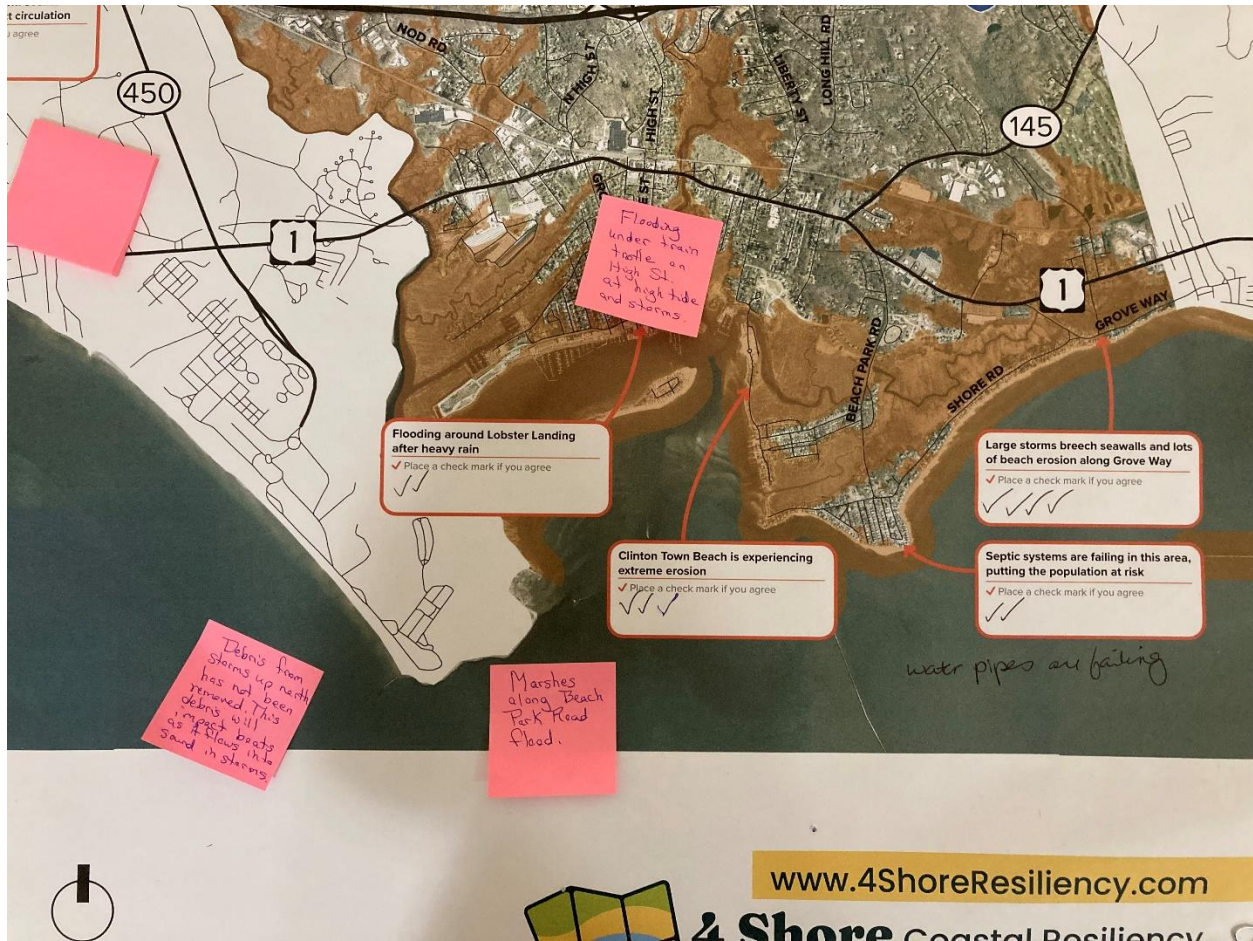 ct circulation
u agree
450
NOD RD
N HIGH ST
HIGH ST
LIBERTY ST
LONG HILL RD
145
1
Flooding
under train
trstle on
High St.
at high tide
and storms.
1
GROVE WAY
BEACH PARK RD
SHORE RD
Flooding around Lobster Landing
after heavy rain
✓ Place a check mark if you agree
✓✓
Large storms breech seawalls and lots
of beach erosion along Grove Way
✓ Place a check mark if you agree
✓✓✓✓
Clinton Town Beach is experiencing
extreme erosion
✓ Place a check mark if you agree
✓✓✓
Septic systems are failing in this area,
putting the population at risk
✓ Place a check mark if you agree
✓✓
water pipes are failing
Debris from
storms up north
has not been
removed. This
debris will
impact boats
as it flows into
sound in storms.
Marshes
along Beach
Park Road
flood.
www.4ShoreResiliency.com
4 Shore Coastal Resiliency